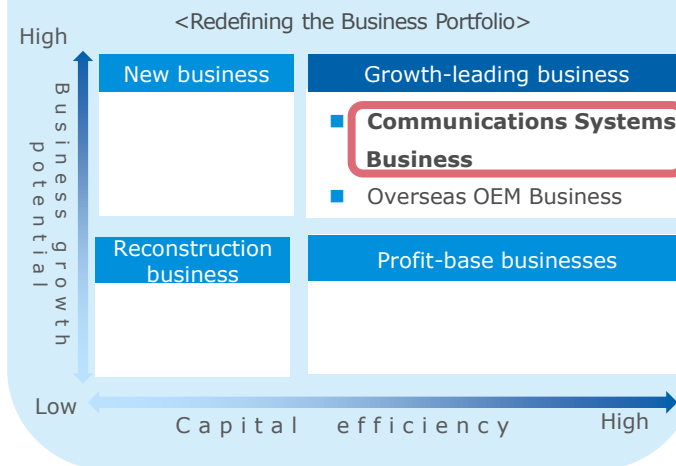 <Redefining the Business Portfolio>
High
New business
Growth-leading business
Communications Systems
Business
Overseas OEM Business
Business growth
potential
Reconstruction
business
Profit-base businesses
Low
Capital efficiency
High